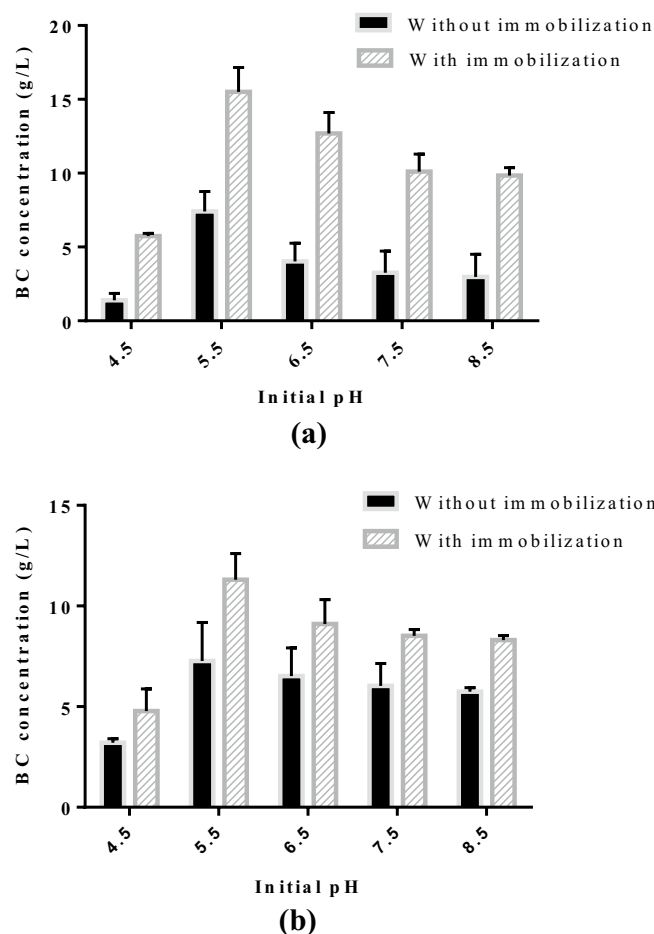 Without immobilization
With immobilization
BC concentration (g/L)
20
15
10
5
0
4.5
5.5
6.5
7.5
8.5
Initial pH
(a)
Without immobilization
With immobilization
BC concentration (g/L)
15
10
5
0
4.5
5.5
6.5
7.5
8.5
Initial pH
(b)